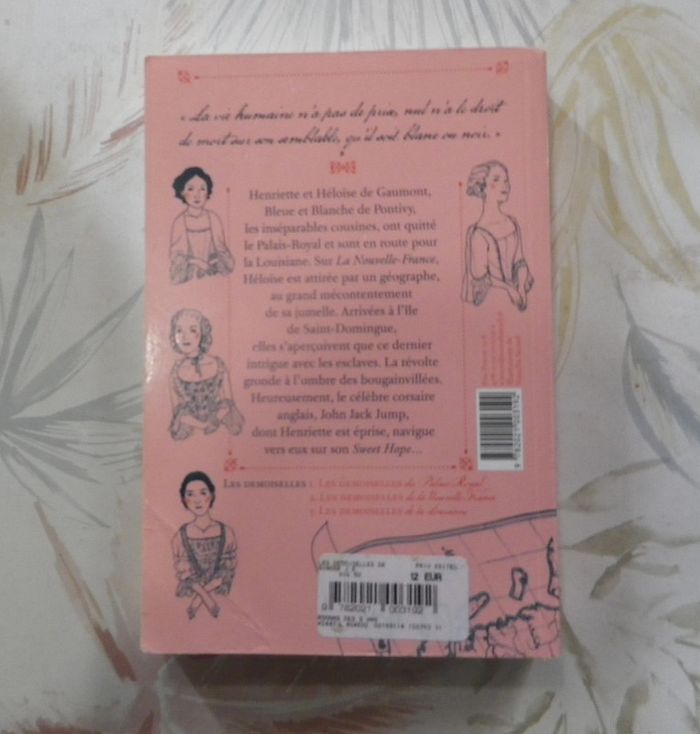 « La vie humaine n'a pas de prix, nul n'a le droit
de mort sur son semblable, qu'il soit blanc ou noir. »
Henriette et Héloïse de Gaumont,
Bleue et Blanche de Pontivy,
les inséparables cousines, ont quitté
le Palais-Royal et sont en route pour
la Louisiane. Sur La Nouvelle-France,
Héloïse est attirée par un géographe,
au grand mécontentement
de sa jumelle. Arrivées à l'île
de Saint-Domingue,
elles s'aperçoivent que ce dernier
intrigue avec les esclaves. La révolte
gronde à l'ombre des bougainvillées.
Heureusement, le célèbre corsaire
anglais, John Jack Jump,
dont Henriette est éprise, navigue
vers eux sur son Sweet Hope...
Les demoiselles 1. Les demoiselles du Palais-Royal
2. Les demoiselles de la Nouvelle-France
3. Les demoiselles de la Louisiane
12 EUR
9 782021 003192